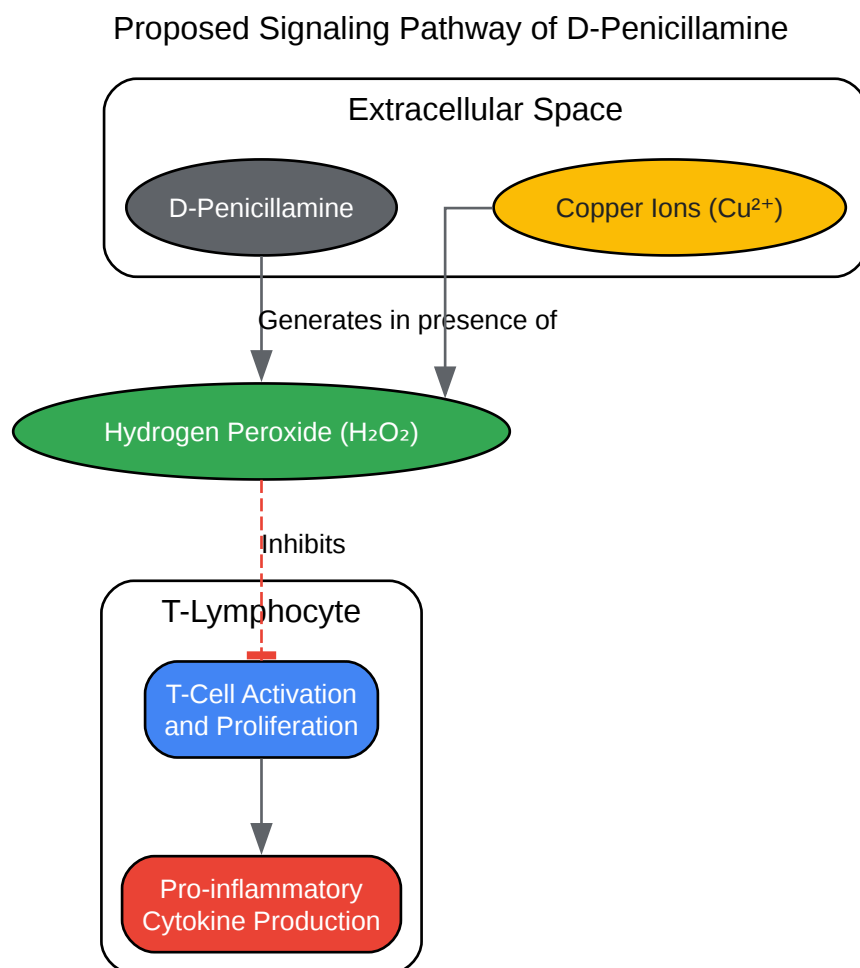 Proposed Signaling Pathway of D-Penicillamine
Extracellular Space
D-Penicillamine
Copper Ions (Cu²⁺)
Generates in presence of
Hydrogen Peroxide (H₂O₂)
Inhibits
T-Lymphocyte
T-Cell Activation
and Proliferation
Pro-inflammatory
Cytokine Production